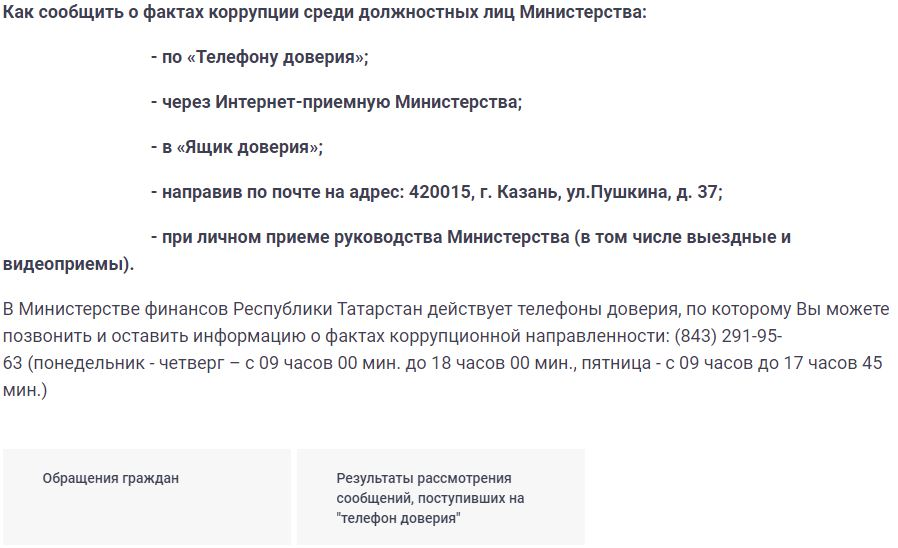 Как сообщить о фактах коррупции среди должностных лиц Министерства:
- по «Телефону доверия»;
- через Интернет-приемную Министерства;
- в «Ящик доверия»;
- направив по почте на адрес: 420015, г. Казань, ул.Пушкина, д. 37;
- при личном приеме руководства Министерства (в том числе выездные и
видеоприемы).
В Министерстве финансов Республики Татарстан действует телефоны доверия, по которому Вы можете
позвонить и оставить информацию о фактах коррупционной направленности: (843) 291-95-
63 (понедельник - четверг – с 09 часов 00 мин. до 18 часов 00 мин., пятница - с 09 часов до 17 часов 45
мин.)
Обращения граждан
Результаты рассмотрения
сообщений, поступивших на
"телефон доверия"